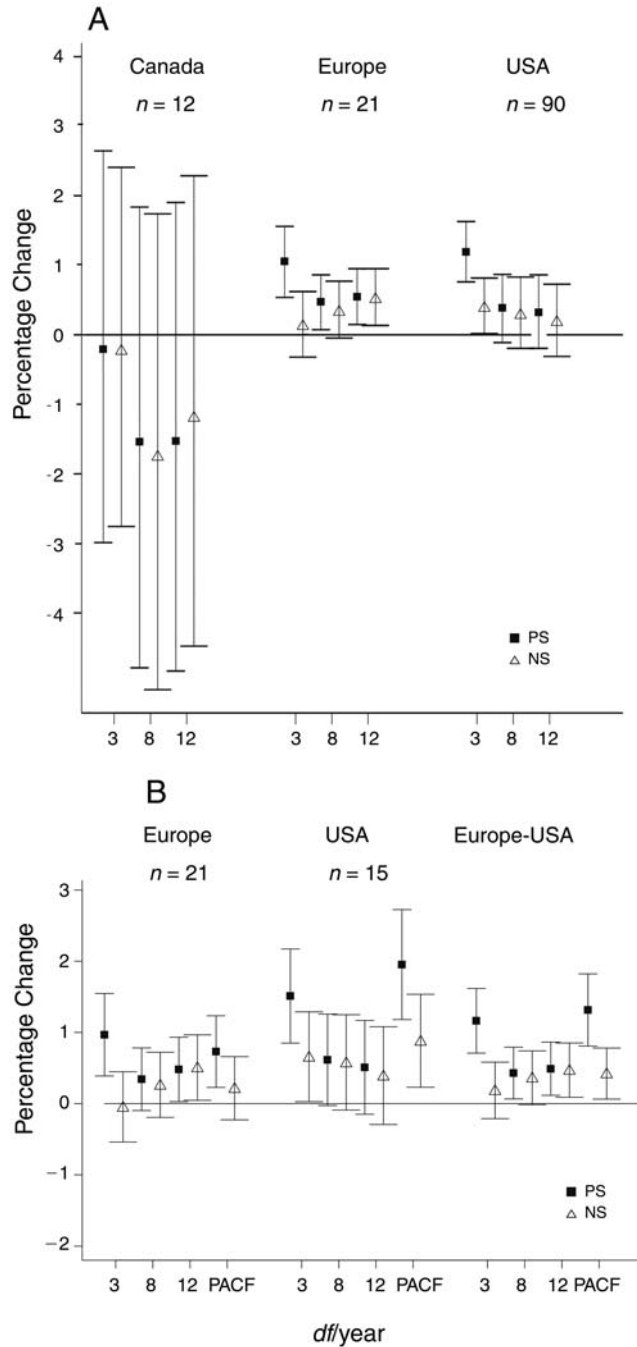 A
Canada Europe USA
n = 12 n = 21 n = 90
4
3
2
1
0
-1
-2
-3
-4
Percentage Change
PS
NS
3 8 12 3 8 12 3 8 12
B
Europe USA Europe-USA
n = 21 n = 15
3
2
1
0
−1
−2
Percentage Change
PS
NS
3 8 12 PACF 3 8 12 PACF 3 8 12 PACF
df/year